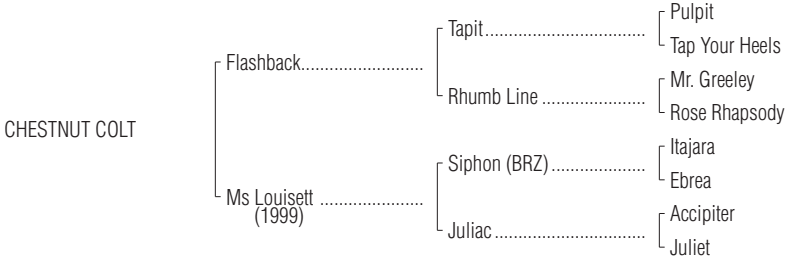 Pulpit
Tapit................................
Tap Your Heels
Flashback........................
Mr. Greeley
Rhumb Line .....................
Rose Rhapsody
CHESTNUT COLT
Itajara
Siphon (BRZ)...................
Ebrea
Ms Louisett .....................
(1999)
Accipiter
Juliac..............................
Juliet